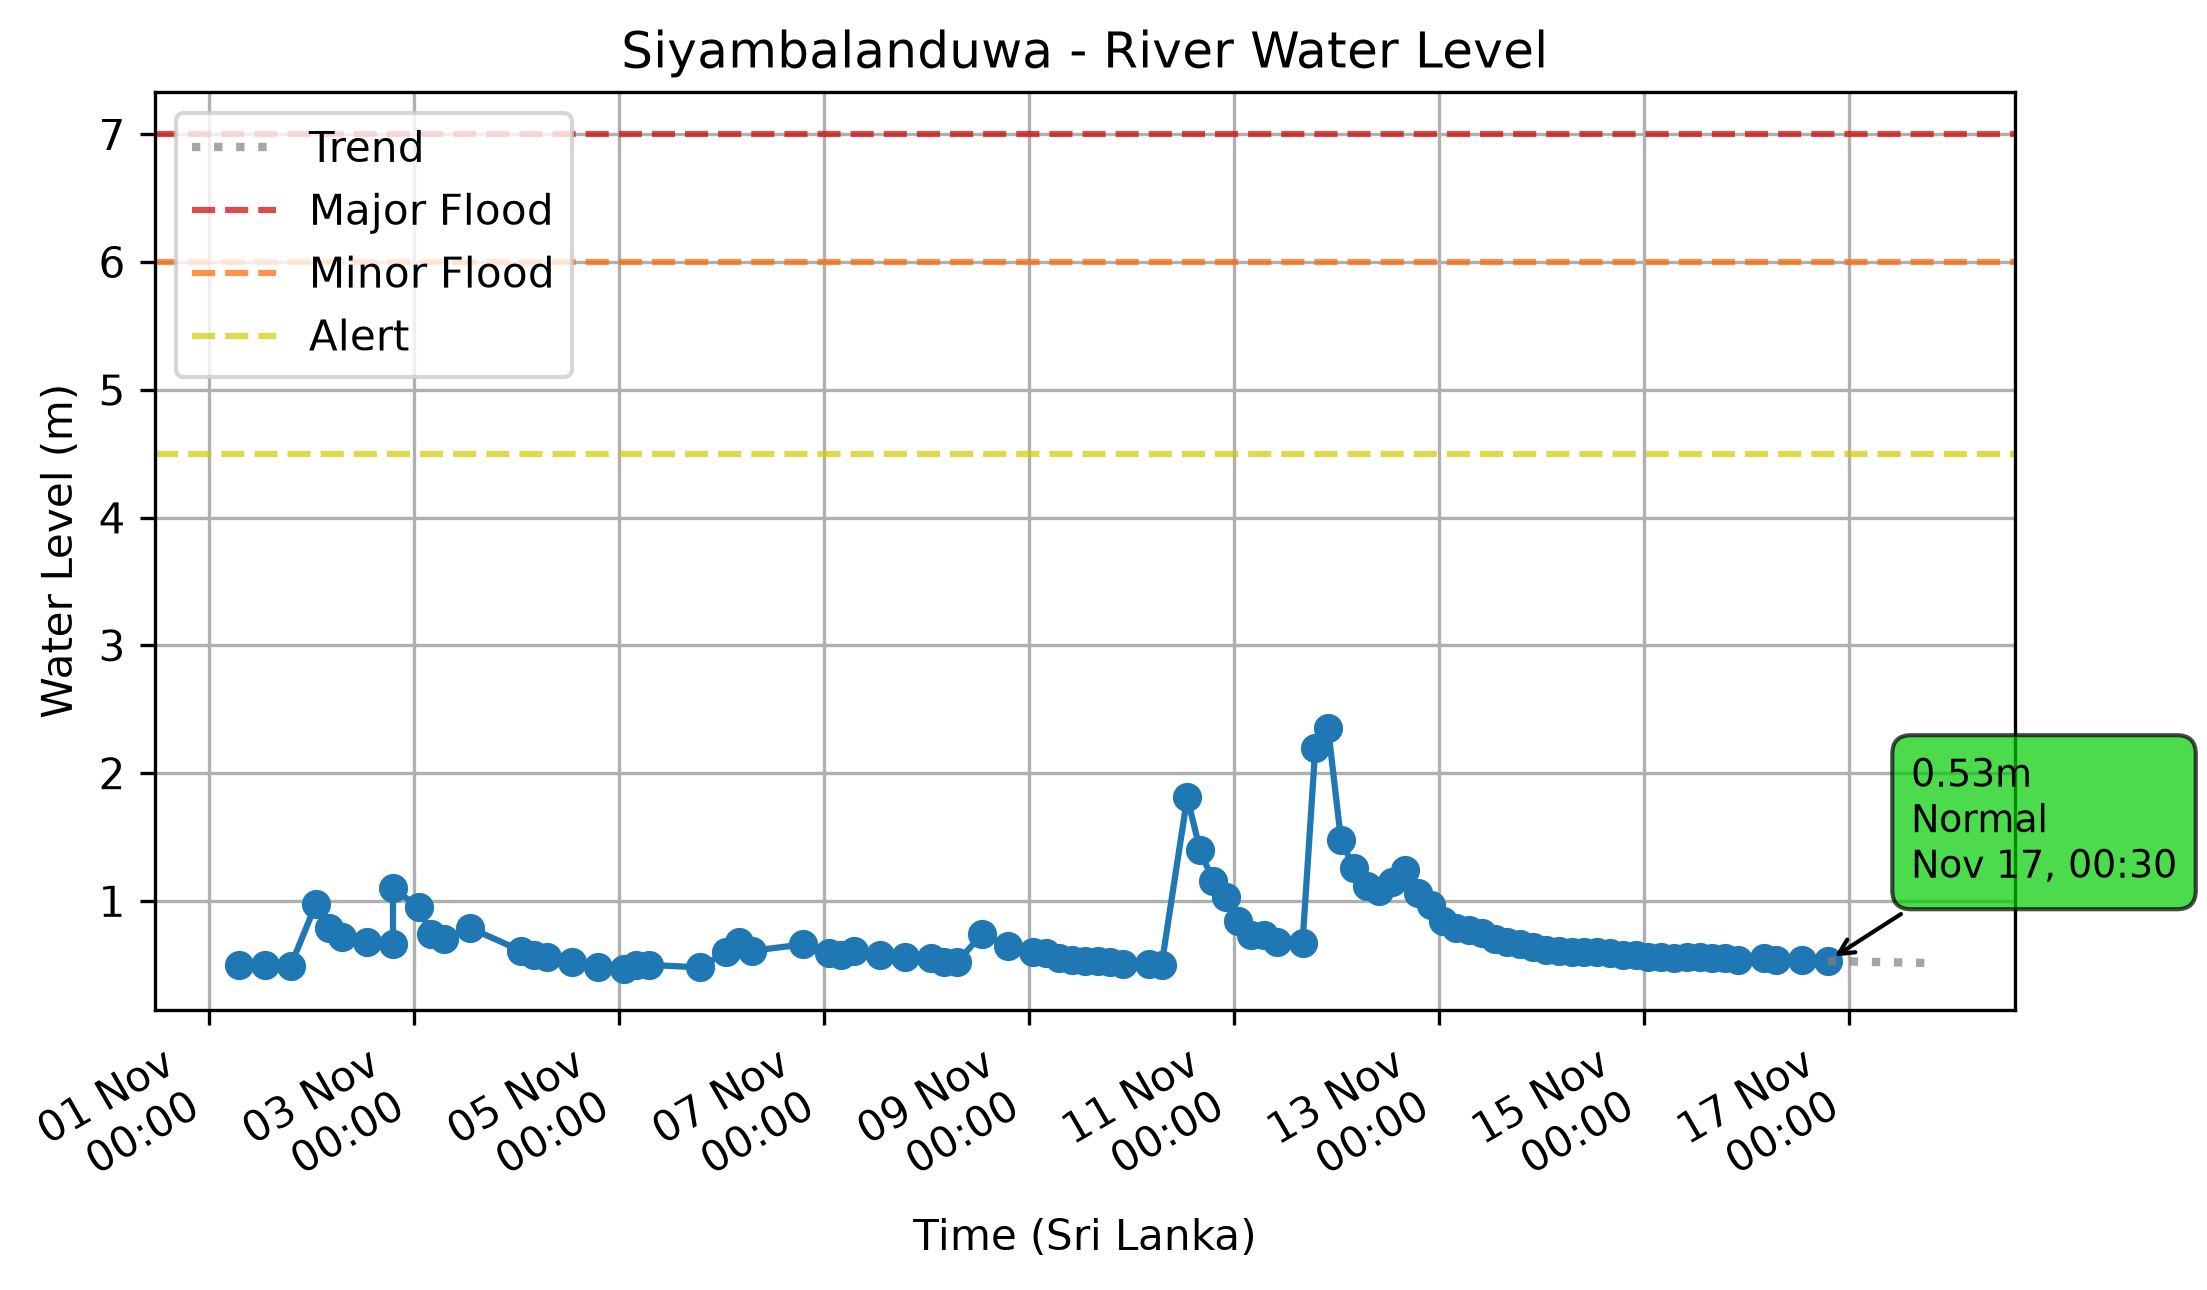 Siyambalanduwa - River Water Level
Trend
Major Flood
Minor Flood
Alert
Water Level (m)
7
6
5
4
3
2
1
0.53m
Normal
Nov 17, 00:30
01 Nov
00:00
03 Nov
00:00
05 Nov
00:00
07 Nov
00:00
09 Nov
00:00
11 Nov
00:00
13 Nov
00:00
15 Nov
00:00
17 Nov
00:00
Time (Sri Lanka)